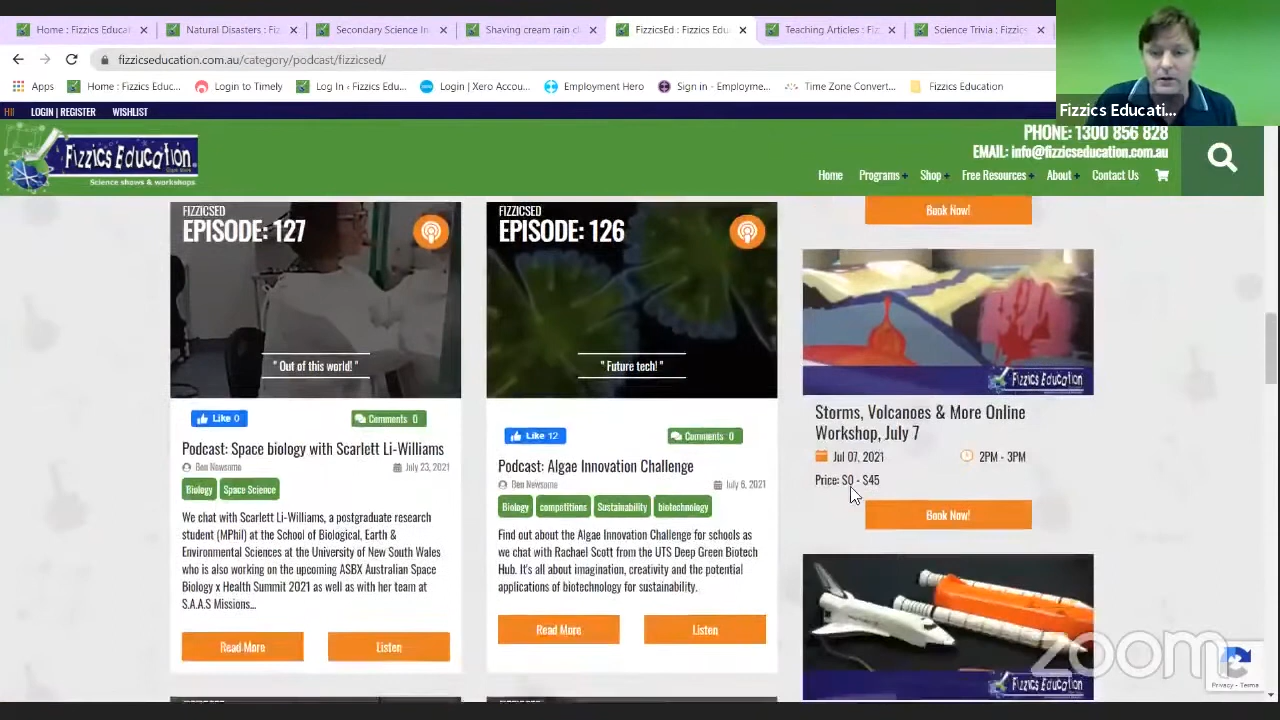 Home : Fizzics Educat
Natural Disasters : Fiz
Secondary Science In
Shaving cream rain cl
FizzicsEd : Fizzics Edu
Teaching Articles : Fiz
Science Trivia : Fizzics
fizzicseducation.com.au/category/podcast/fizzicsed/
Apps
Home : Fizzics Educ...
Login to Timely
Log In ‹ Fizzics Edu...
Login | Xero Accou...
Employment Hero
Sign in - Employme...
Time Zone Convert...
Fizzics Education
Fizzics Educati...
HI!
LOGIN | REGISTER
WISHLIST
Fizzics Education
Science shows & workshops
PHONE: 1300 856 828
EMAIL: info@fizzicseducation.com.au
Home
Programs
Shop
Free Resources
About
Contact Us
FIZZICSED
EPISODE: 127
" Out of this world! "
Like 0
Comments 0
Podcast: Space biology with Scarlett Li-Williams
Ben Newsome
July 23, 2021
Biology
Space Science
We chat with Scarlett Li-Williams, a postgraduate research
student (MPhil) at the School of Biological, Earth &
Environmental Sciences at the University of New South Wales
who is also working on the upcoming ASBX Australian Space
Biology x Health Summit 2021 as well as with her team at
S.A.A.S Missions...
Read More
Listen
FIZZICSED
EPISODE: 126
" Future tech! "
Like 12
Comments 0
Podcast: Algae Innovation Challenge
Ben Newsome
July 6, 2021
Biology
competitions
Sustainability
biotechnology
Find out about the Algae Innovation Challenge for schools as
we chat with Rachael Scott from the UTS Deep Green Biotech
Hub. It's all about imagination, creativity and the potential
applications of biotechnology for sustainability.
Read More
Listen
Book Now!
Fizzics Education
Storms, Volcanoes & More Online
Workshop, July 7
Jul 07, 2021
2PM - 3PM
Price: $0 - $45
Book Now!
Fizzics Education
zoom
Privacy - Terms